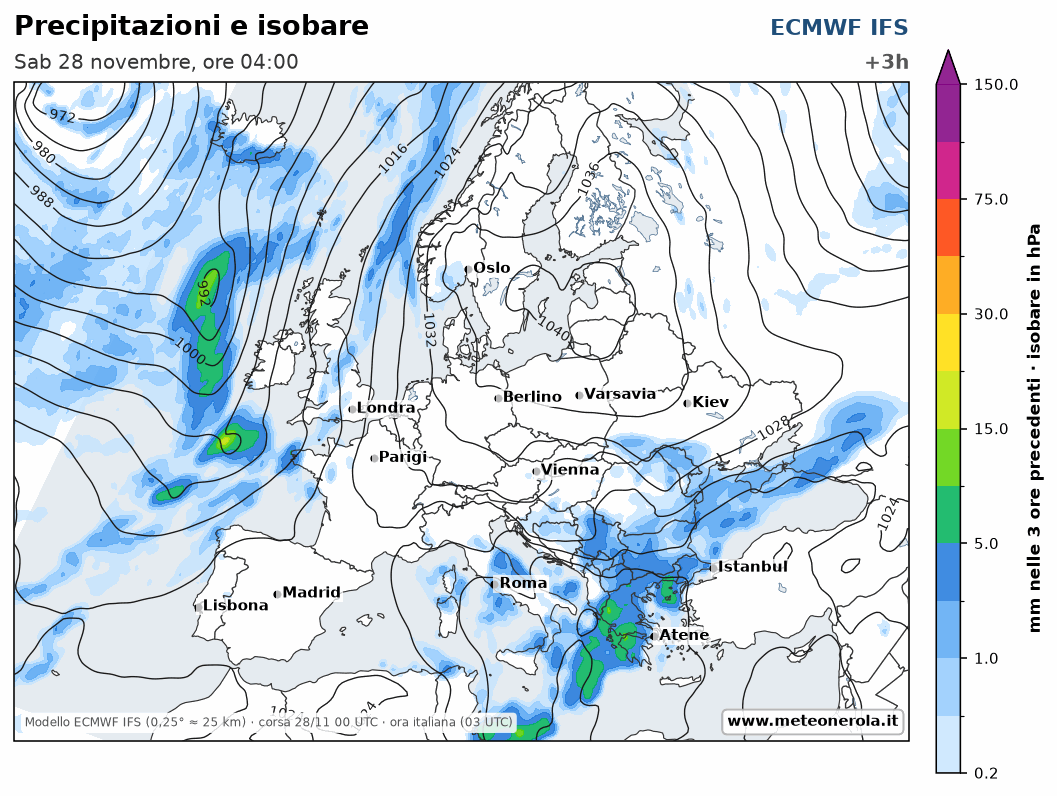 Precipitazioni e isobare
ECMWF IFS
Sab 28 novembre, ore 04:00
+3h
972
980
988
992
1000
1016
1024
1036
1032
1040
1028
1024
Oslo
Londra
Berlino
Varsavia
Kiev
Parigi
Vienna
Istanbul
Roma
Madrid
Lisbona
Atene
Modello ECMWF IFS (0,25° ≈ 25 km) · corsa 28/11 00 UTC · ora italiana (03 UTC)
www.meteonerola.it
150.0
75.0
30.0
15.0
5.0
1.0
0.2
mm nelle 3 ore precedenti · isobare in hPa